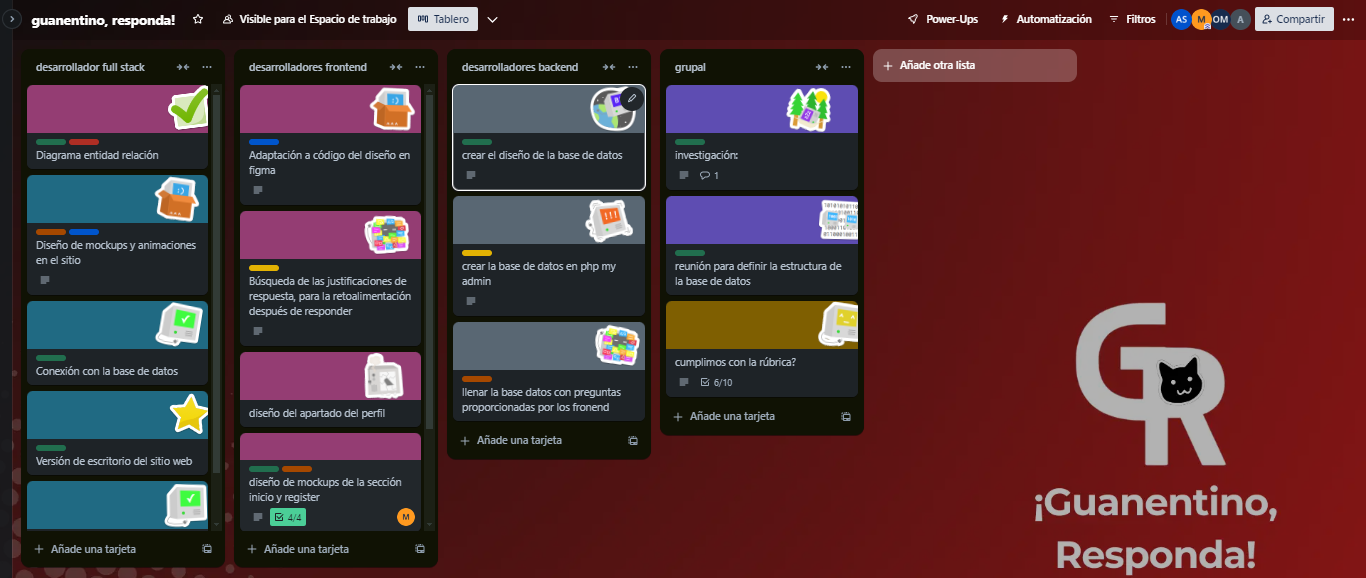 guanentino, responda!
Visible para el Espacio de trabajo
Tablero
Power-Ups
Automatización
Filtros
AS
M
OM
A
Compartir
desarrollador full stack
Diagrama entidad relación
Diseño de mockups y animaciones
en el sitio
Conexión con la base de datos
Versión de escritorio del sitio web
Añade una tarjeta
desarrolladores frontend
Adaptación a código del diseño en
figma
Búsqueda de las justificaciones de
respuesta, para la retoalimentación
después de responder
diseño del apartado del perfil
diseño de mockups de la sección
inicio y register
4/4
M
Añade una tarjeta
desarrolladores backend
crear el diseño de la base de datos
crear la base de datos en php my
admin
llenar la base datos con preguntas
proporcionadas por los fronend
Añade una tarjeta
grupal
investigación:
1
reunión para definir la estructura de
la base de datos
cumplimos con la rúbrica?
6/10
Añade una tarjeta
Añade otra lista
GR
¡Guanentino,
Responda!